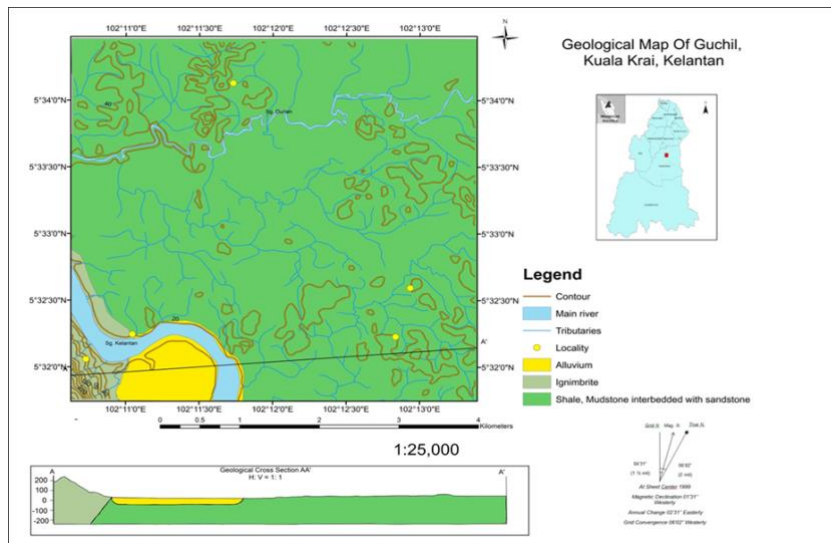 Geological Map Of Guchil,
Kuala Krai, Kelantan
N
102°11'0"E 102°11'30"E 102°12'0"E 102°12'30"E 102°13'0"E
5°34'0"N 5°34'0"N
5°33'30"N 5°33'30"N
5°33'0"N 5°33'0"N
5°32'30"N 5°32'30"N
5°32'0"N 5°32'0"N
40
Sg. Durian
20
Sg. Kelantan
A'
102°11'0"E 102°11'30"E 102°12'0"E 102°12'30"E 102°13'0"E
0 0.5 1 2 3 4
Kilometers
1:25,000
Legend
Contour
Main river
Tributaries
Locality
Alluvium
Ignimbrite
Shale, Mudstone interbedded with sandstone
Geological Cross Section AA'
H: V = 1: 1
A A'
200
100
0
-100
-200
Grid N Mag. N True N.
At Sheet Center 1999
Magnetic Declination 01'31"
Westerly
Annual Change 02'31" Easterly
Grid Convergence 06'02" Westerly